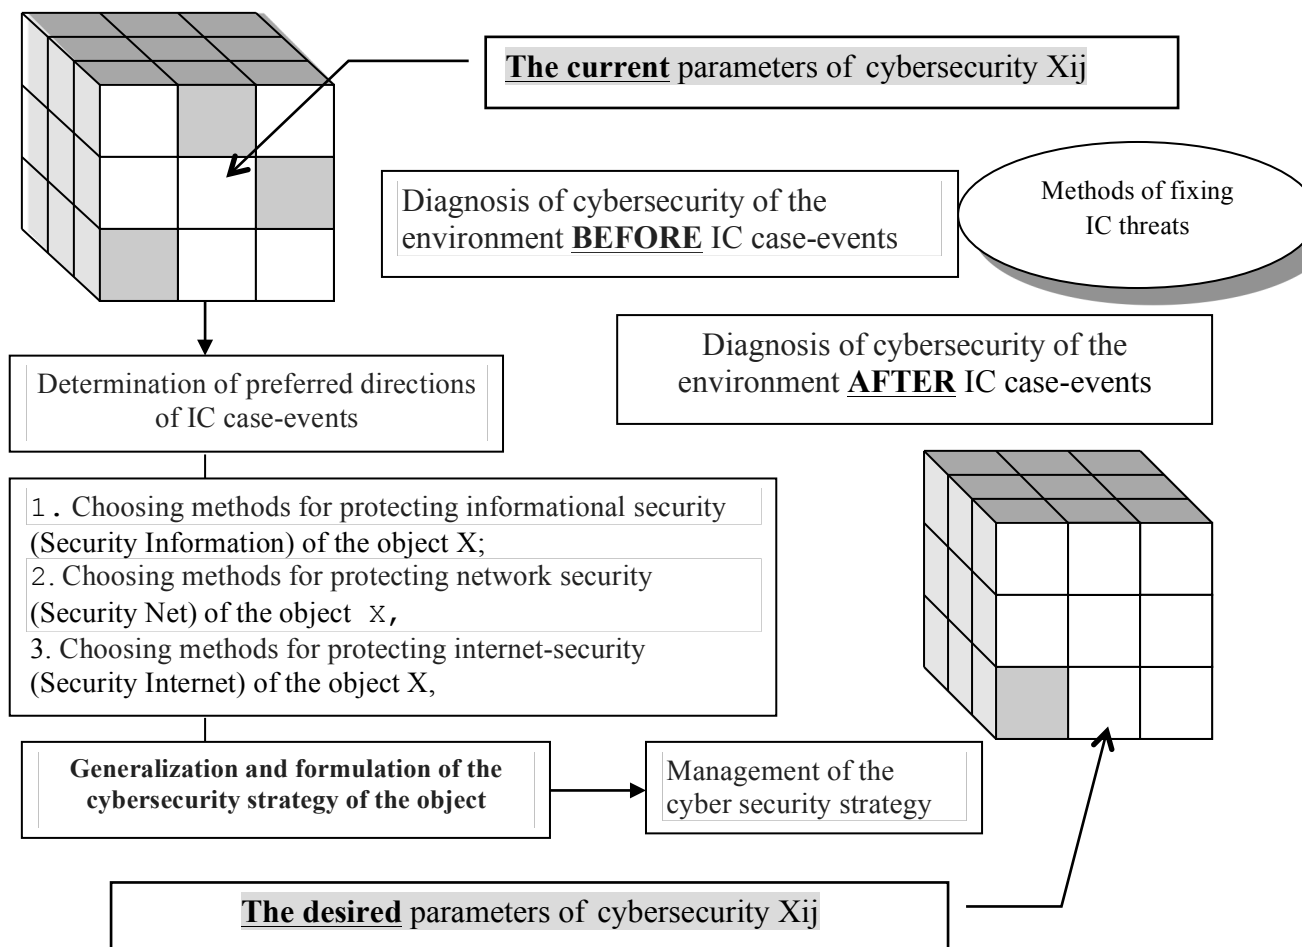 The current parameters of cybersecurity Xij
Diagnosis of cybersecurity of the
environment BEFORE IC case-events
Methods of fixing
IC threats
Diagnosis of cybersecurity of the
environment AFTER IC case-events
Determination of preferred directions
of IC case-events
1. Choosing methods for protecting informational security
(Security Information) of the object X;
2. Choosing methods for protecting network security
(Security Net) of the object X,
3. Choosing methods for protecting internet-security
(Security Internet) of the object X,
Generalization and formulation of the
cybersecurity strategy of the object
Management of the
cyber security strategy
The desired parameters of cybersecurity Xij